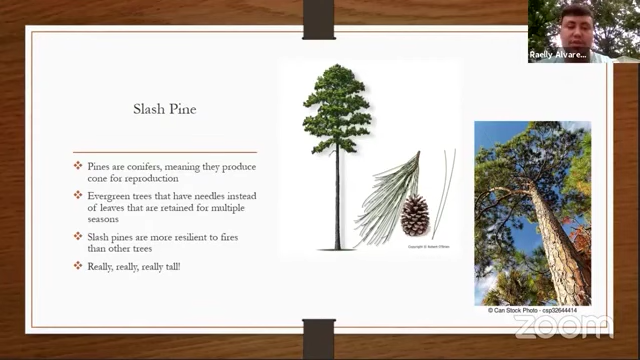 Raelly Alvare...
Slash Pine
Pines are conifers, meaning they produce
cone for reproduction
Evergreen trees that have needles instead
of leaves that are retained for multiple
seasons
Slash pines are more resilient to fires
than other trees
Really, really, really tall!
Copyright © Robert O'Brien
© Can Stock Photo - csp32644414
zoom